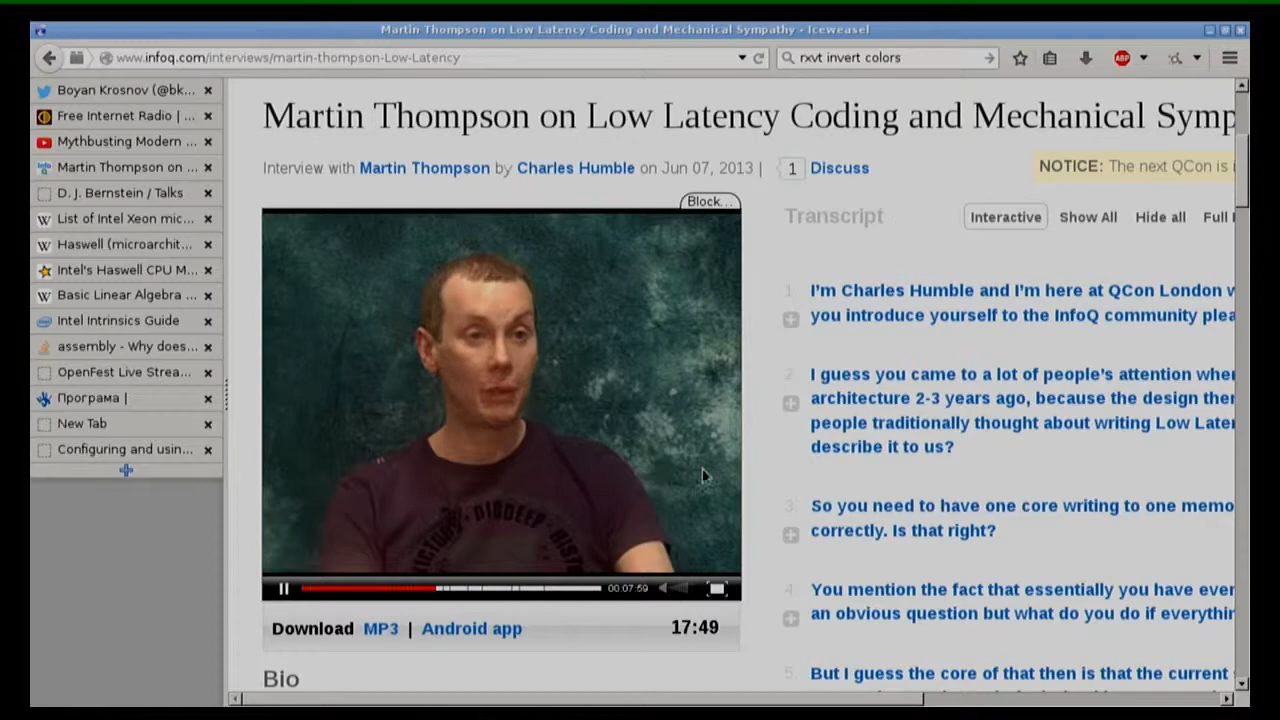 Martin Thompson on Low Latency Coding and Mechanical Sympathy - Iceweasel
www.infoq.com/interviews/martin-thompson-Low-Latency
rxvt invert colors
ABP
Boyan Krosnov (@bk...
Free Internet Radio | ...
Mythbusting Modern ...
Martin Thompson on ...
D. J. Bernstein / Talks
List of Intel Xeon mic...
Haswell (microarchit...
Intel's Haswell CPU M...
Basic Linear Algebra ...
Intel Intrinsics Guide
assembly - Why does...
OpenFest Live Strea...
Програма |
New Tab
Configuring and usin...
Martin Thompson on Low Latency Coding and Mechanical Symp
Interview with Martin Thompson by Charles Humble on Jun 07, 2013 | 1 Discuss
NOTICE: The next QCon is i
Block...
DISDEEP
00:07:59
Download MP3 | Android app 17:49
Bio
Transcript Interactive Show All Hide all Full
1 I'm Charles Humble and I'm here at QCon London w
you introduce yourself to the InfoQ community plea
2 I guess you came to a lot of people's attention when
architecture 2-3 years ago, because the design then
people traditionally thought about writing Low Late
describe it to us?
3 So you need to have one core writing to one memo
correctly. Is that right?
4 You mention the fact that essentially you have ever
an obvious question but what do you do if everythin
5. But I guess the core of that then is that the current